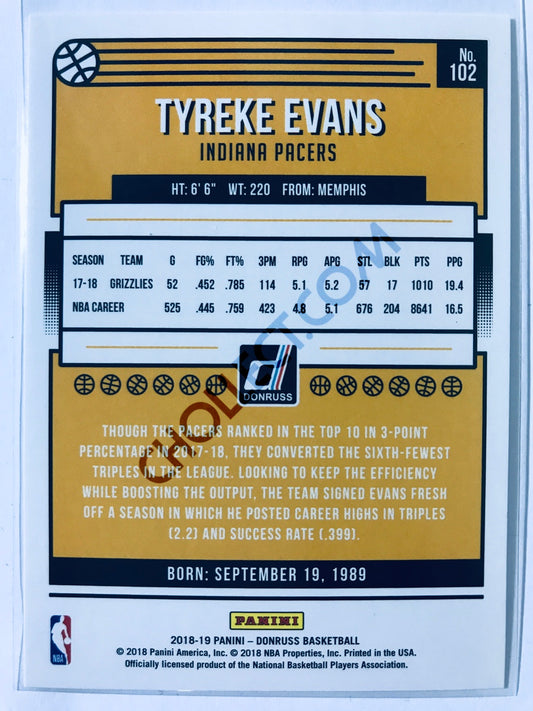 No.
102
TYREKE EVANS
INDIANA PACERS
HT: 6' 6" WT: 220 FROM: MEMPHIS
SEASON TEAM G FG% FT% 3PM RPG APG STL BLK PTS PPG
17-18 GRIZZLIES 52 .452 .785 114 5.1 5.2 57 17 1010 19.4
NBA CAREER 525 .445 .759 423 4.8 5.1 676 204 8641 16.5
DONRUSS
CHOLLECT.COM
THOUGH THE PACERS RANKED IN THE TOP 10 IN 3-POINT
PERCENTAGE IN 2017-18, THEY CONVERTED THE SIXTH-FEWEST
TRIPLES IN THE LEAGUE. LOOKING TO KEEP THE EFFICIENCY
WHILE BOOSTING THE OUTPUT, THE TEAM SIGNED EVANS FRESH
OFF A SEASON IN WHICH HE POSTED CAREER HIGHS IN TRIPLES
(2.2) AND SUCCESS RATE (.399).
BORN: SEPTEMBER 19, 1989
PANINI
NBA
2018-19 PANINI – DONRUSS BASKETBALL
© 2018 Panini America, Inc. © 2018 NBA Properties, Inc. Printed in the USA.
Officially licensed product of the National Basketball Players Association.